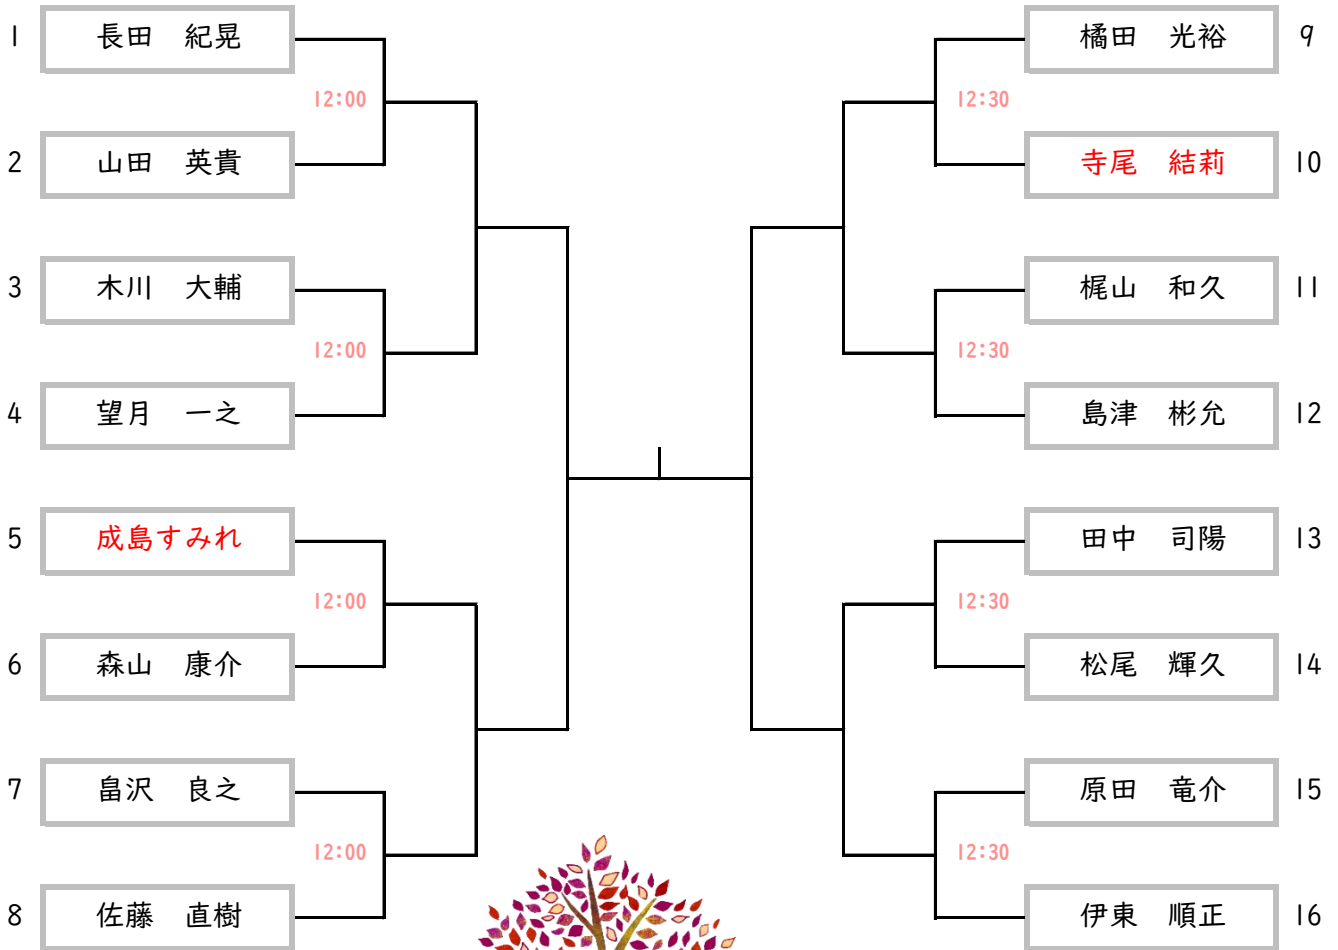 1 長田　紀晃
12:00
2 山田　英貴
3 木川　大輔
12:00
4 望月　一之
5 成島すみれ
12:00
6 森山　康介
7 畠沢　良之
12:00
8 佐藤　直樹
橘田　光裕 9
12:30
寺尾　結莉 10
梶山　和久 11
12:30
島津　彬允 12
田中　司陽 13
12:30
松尾　輝久 14
原田　竜介 15
12:30
伊東　順正 16